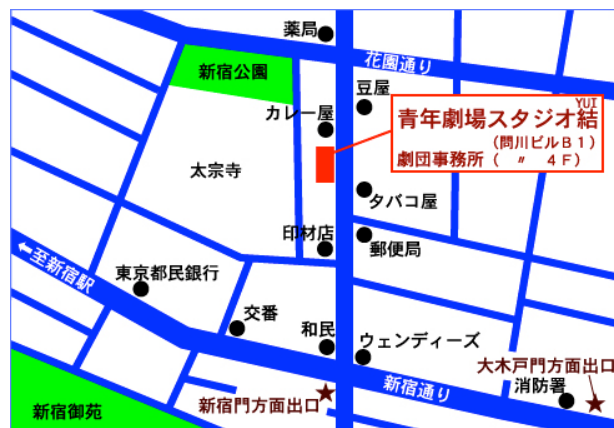 薬局
花園通り
新宿公園
豆屋
カレー屋
YUI
青年劇場スタジオ結
(問川ビルB1)
劇団事務所( 〃 4F)
太宗寺
タバコ屋
印材店
郵便局
←至新宿駅
東京都民銀行
交番
和民
ウェンディーズ
新宿通り
大木戸門方面出口
消防署
新宿門方面出口
新宿御苑